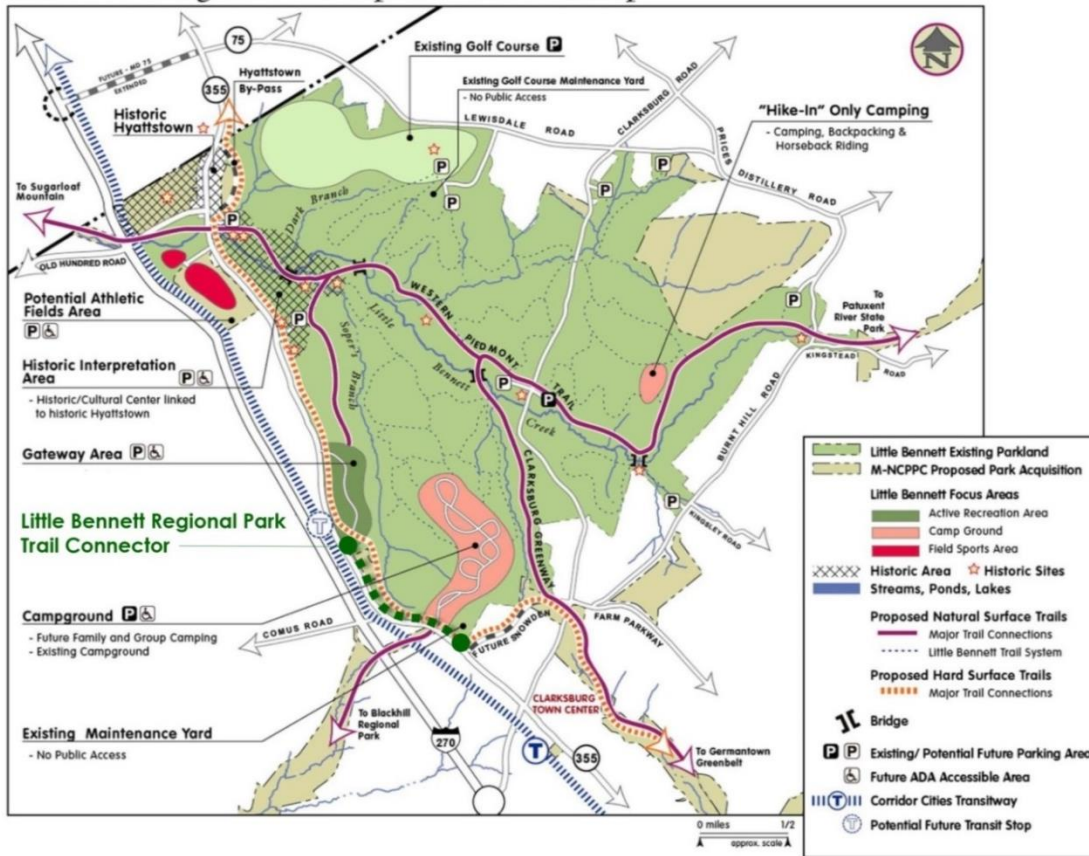 75
FUTURE - MD 75
EXTENDED
355
Hyattstown
By-Pass
Existing Golf Course P
Existing Golf Course Maintenance Yard
- No Public Access
CLARKSBURG ROAD
N
Historic
Hyattstown
LEWISDALE ROAD
"Hike-In" Only Camping
- Camping, Backpacking &
Horseback Riding
PRICES DISTILLERY ROAD
To Sugarloaf
Mountain
Dark Branch
P
P
P
P
P
OLD HUNDRED ROAD
Potential Athletic
Fields Area
P
WESTERN PIEDMONT TRAIL
Little Bennett Creek
Soper's Branch
P
P
To
Patuxent
River State
Park
KINGSTEAD ROAD
Historic Interpretation
Area P
- Historic/Cultural Center linked
to historic Hyattstown
P
P
BURNT HILL ROAD
Gateway Area P
CLARKSBURG GREENWAY
P
KINGSLEY ROAD
Little Bennett Regional Park
Trail Connector
T
Campground P
- Future Family and Group Camping
- Existing Campground
COMUS ROAD
FUTURE SNOWDEN
FARM PARKWAY
Existing Maintenance Yard
- No Public Access
To Blackhill
Regional
Park
270
CLARKSBURG
TOWN CENTER
T
355
To Germantown
Greenbelt
0 miles 1/2
approx. scale
Little Bennett Existing Parkland
M-NCPPC Proposed Park Acquisition
Little Bennett Focus Areas
Active Recreation Area
Camp Ground
Field Sports Area
Historic Area Historic Sites
Streams, Ponds, Lakes
Proposed Natural Surface Trails
Major Trail Connections
Little Bennett Trail System
Proposed Hard Surface Trails
Major Trail Connections
Bridge
P P Existing/ Potential Future Parking Area
Future ADA Accessible Area
T Corridor Cities Transitway
T Potential Future Transit Stop